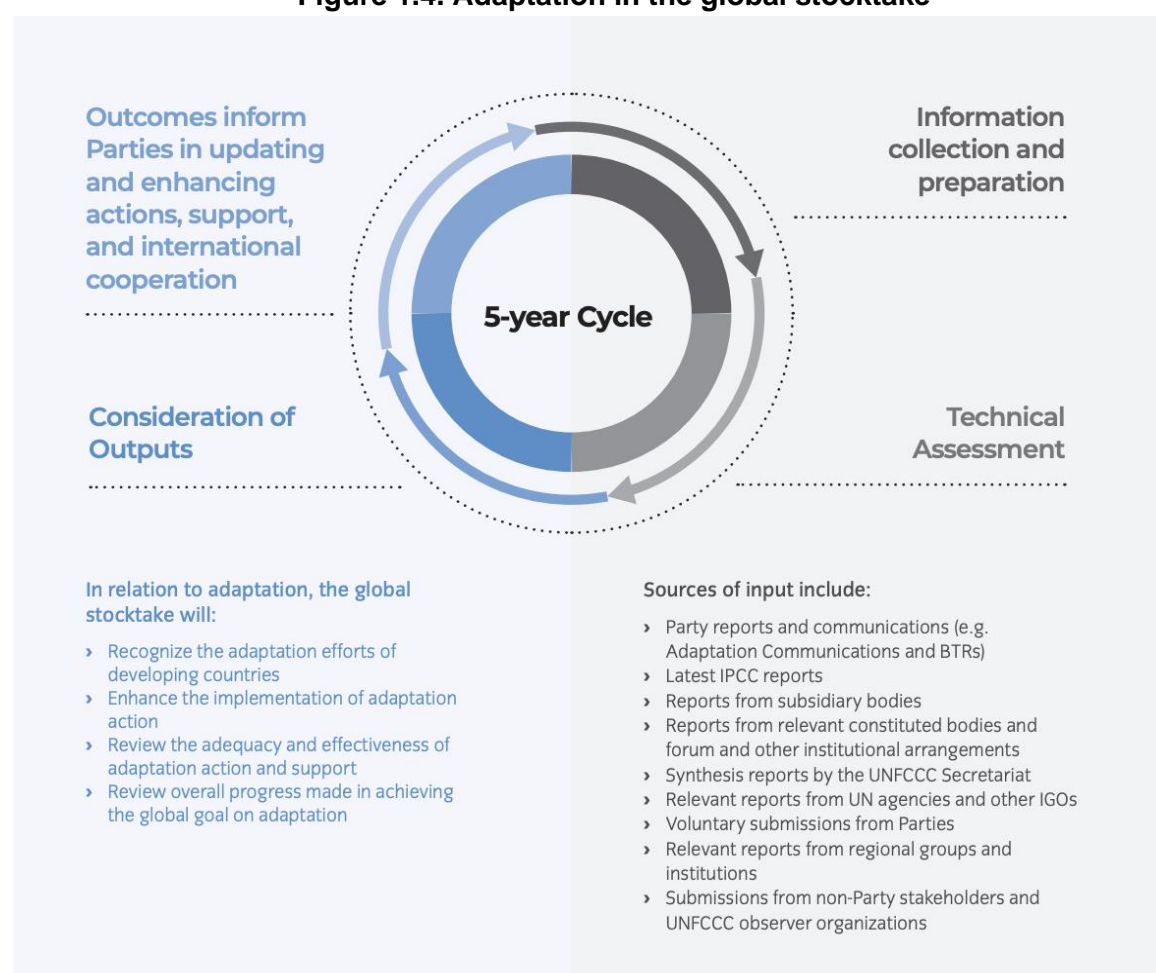 Figure 1.4. Adaptation in the global stocktake
Outcomes inform
Parties in updating
and enhancing
actions, support,
and international
cooperation
Information
collection and
preparation
5-year Cycle
Consideration of
Outputs
Technical
Assessment
In relation to adaptation, the global
stocktake will:
› Recognize the adaptation efforts of
developing countries
› Enhance the implementation of adaptation
action
› Review the adequacy and effectiveness of
adaptation action and support
› Review overall progress made in achieving
the global goal on adaptation
Sources of input include:
› Party reports and communications (e.g.
Adaptation Communications and BTRs)
› Latest IPCC reports
› Reports from subsidiary bodies
› Reports from relevant constituted bodies and
forum and other institutional arrangements
› Synthesis reports by the UNFCCC Secretariat
› Relevant reports from UN agencies and other IGOs
› Voluntary submissions from Parties
› Relevant reports from regional groups and
institutions
› Submissions from non-Party stakeholders and
UNFCCC observer organizations